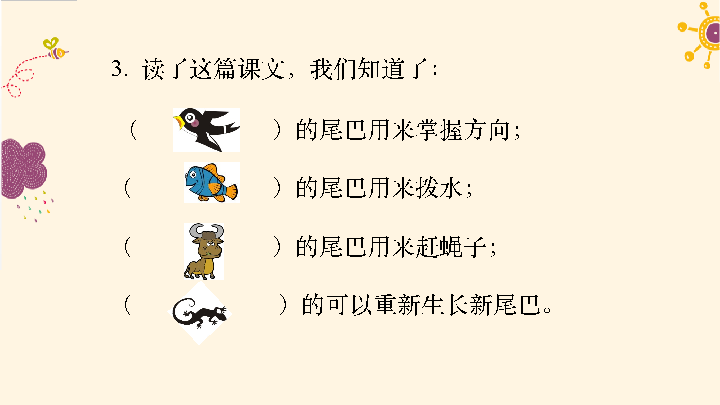 3. 读了这篇课文，我们知道了：
（ ）的尾巴用来掌握方向；
（ ）的尾巴用来拨水；
（ ）的尾巴用来赶蝇子；
（ ）的可以重新生长新尾巴。